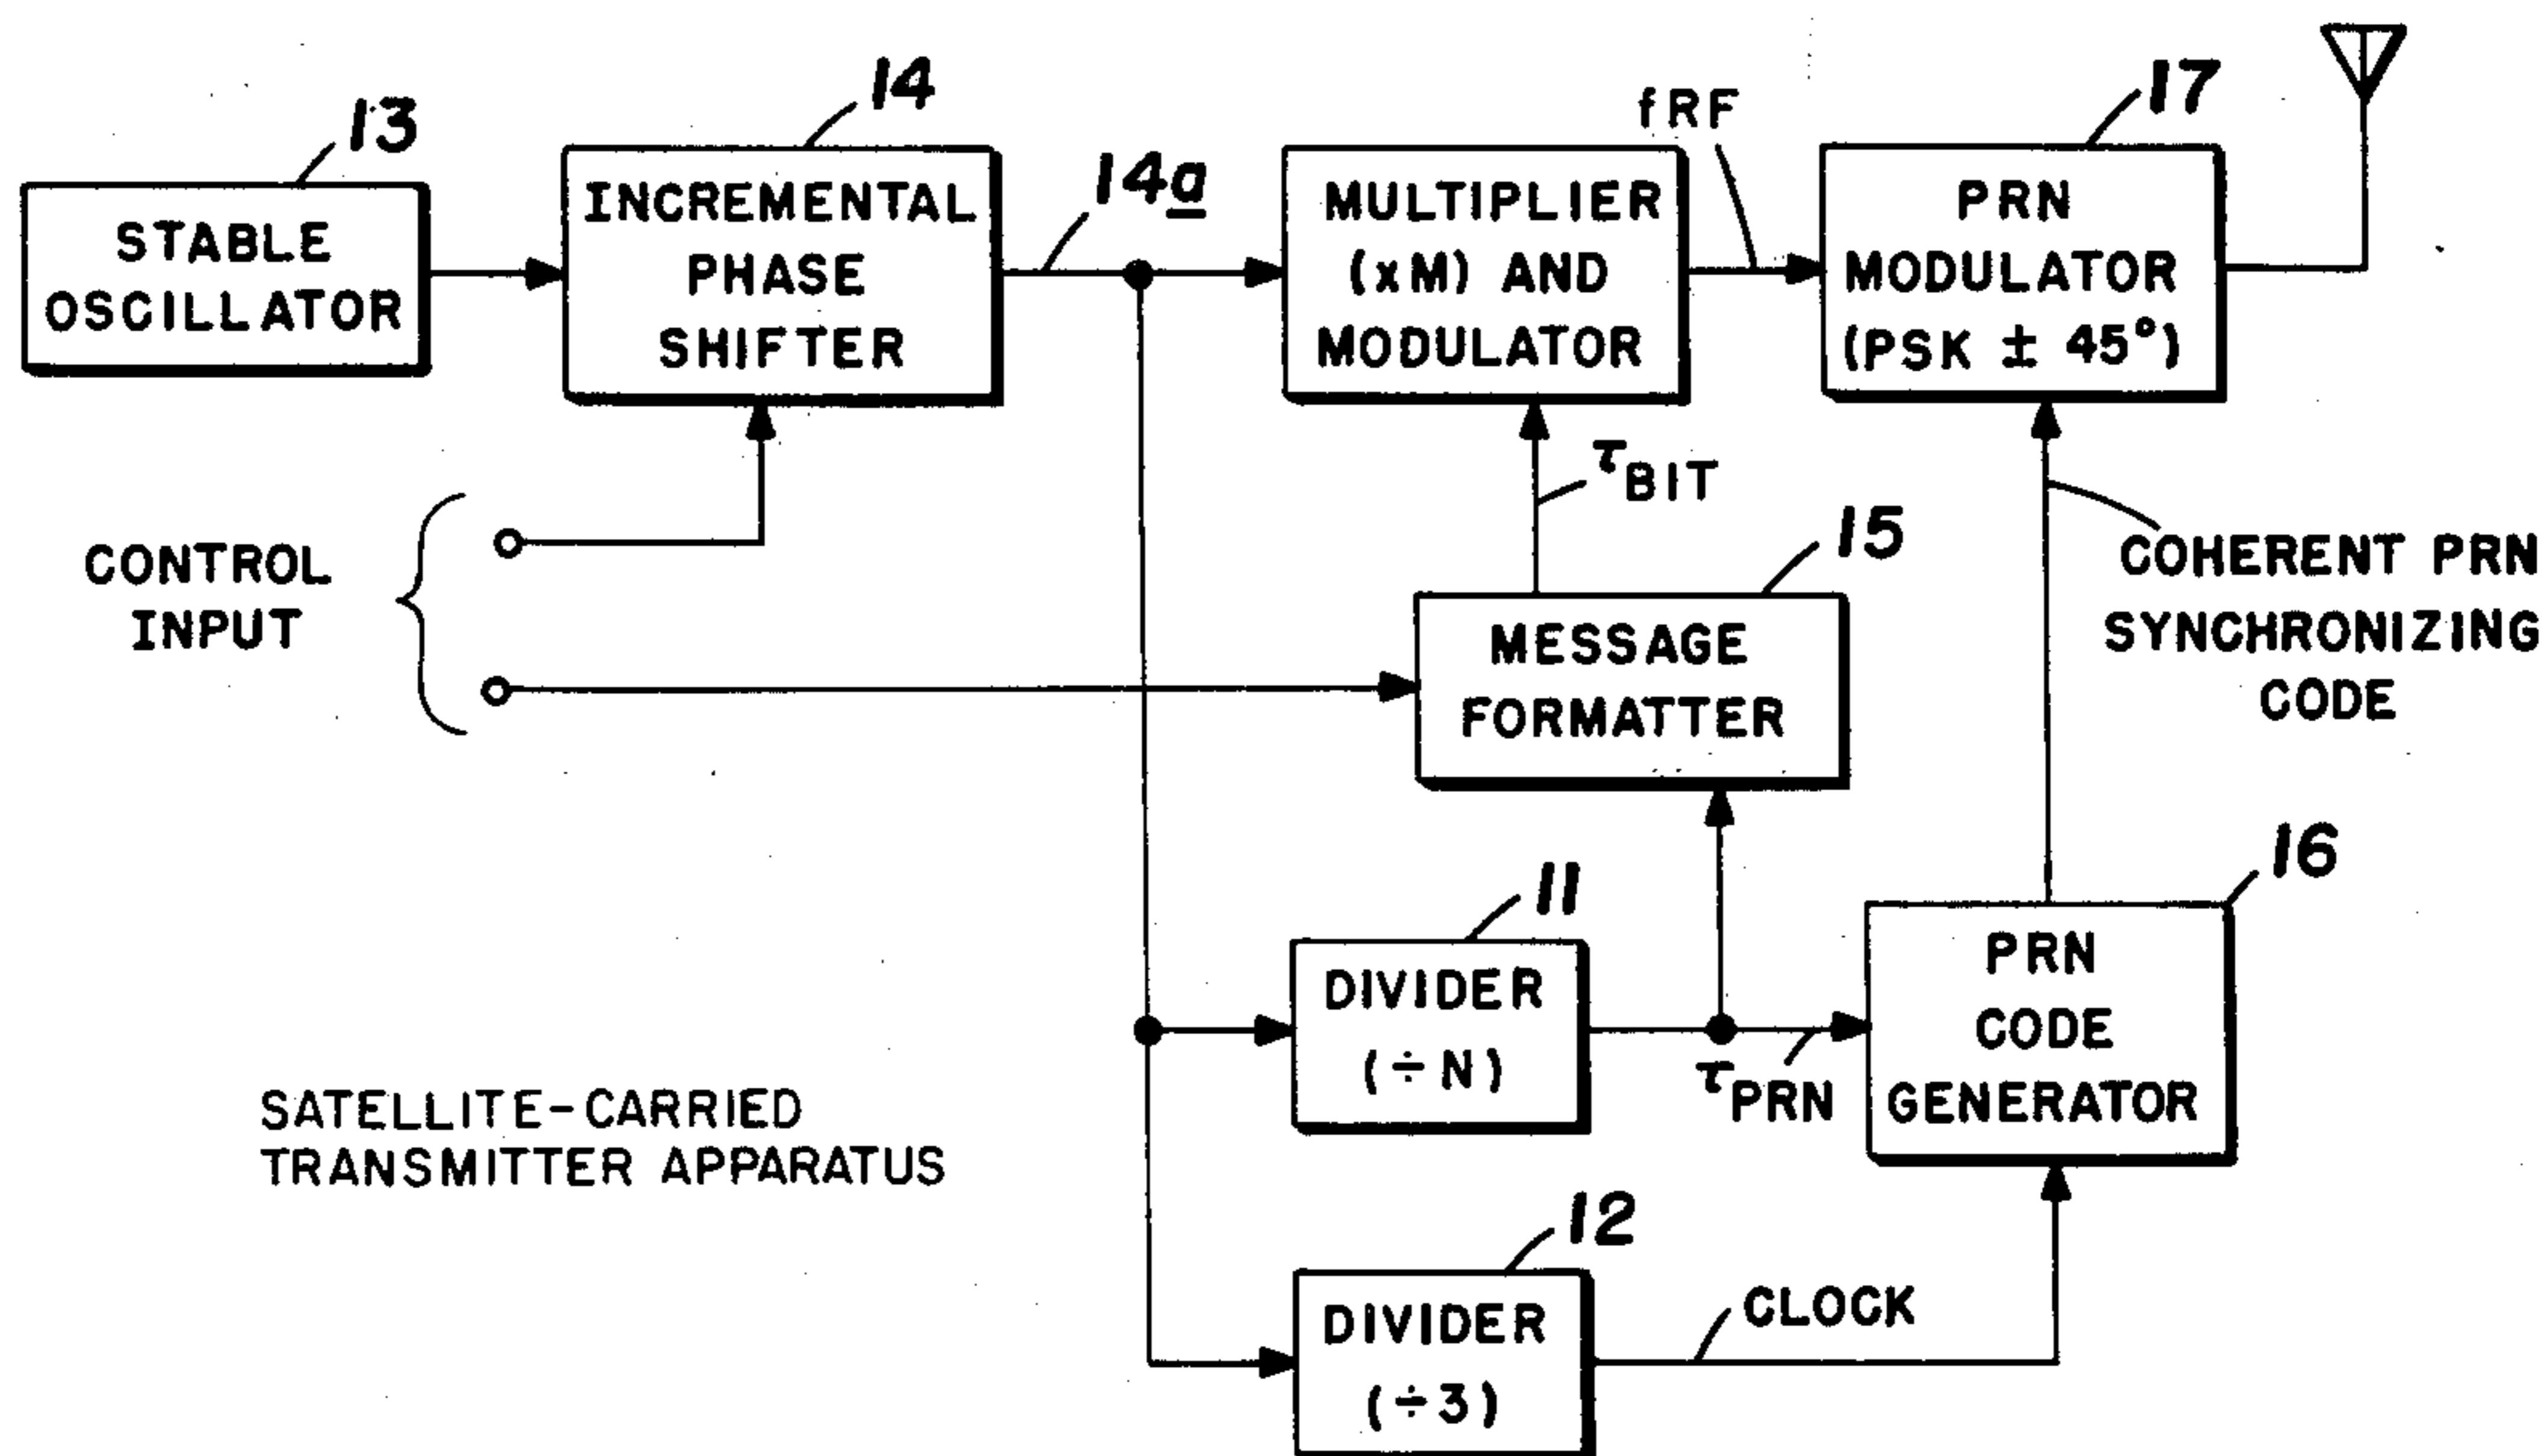 13
STABLE
OSCILLATOR
14
INCREMENTAL
PHASE
SHIFTER
14a
MULTIPLIER
(xM) AND
MODULATOR
fRF
17
PRN
MODULATOR
(PSK ± 45°)
CONTROL
INPUT
τBIT
15
MESSAGE
FORMATTER
COHERENT PRN
SYNCHRONIZING
CODE
11
DIVIDER
(÷N)
τPRN
16
PRN
CODE
GENERATOR
SATELLITE-CARRIED
TRANSMITTER APPARATUS
12
DIVIDER
(÷3)
CLOCK